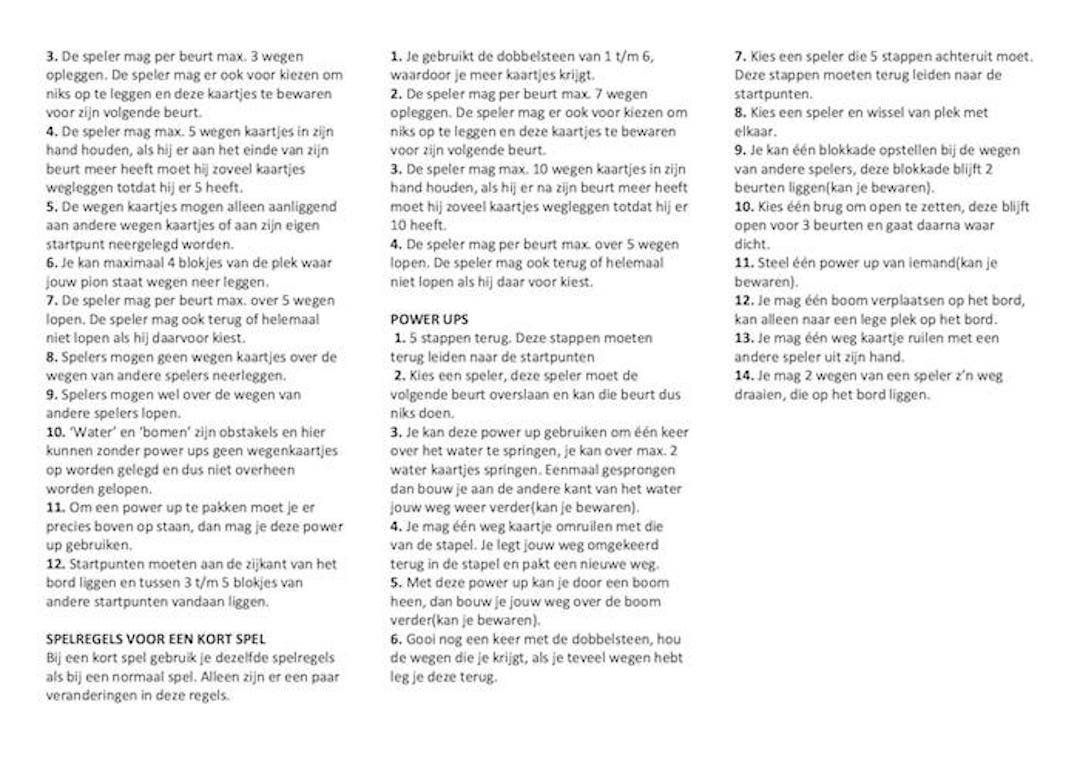 3. De speler mag per beurt max. 3 wegen
opleggen. De speler mag er ook voor kiezen om
niks op te leggen en deze kaartjes te bewaren
voor zijn volgende beurt.
4. De speler mag max. 5 wegen kaartjes in zijn
hand houden, als hij er aan het einde van zijn
beurt meer heeft moet hij zoveel kaartjes
wegleggen totdat hij er 5 heeft.
5. De wegen kaartjes mogen alleen aanliggend
aan andere wegen kaartjes of aan zijn eigen
startpunt neergelegd worden.
6. Je kan maximaal 4 blokjes van de plek waar
jouw pion staat wegen neer leggen.
7. De speler mag per beurt max. over 5 wegen
lopen. De speler mag ook terug of helemaal
niet lopen als hij daarvoor kiest.
8. Spelers mogen geen wegen kaartjes over de
wegen van andere spelers neerleggen.
9. Spelers mogen wel over de wegen van
andere spelers lopen.
10. ‘Water’ en ‘bomen’ zijn obstakels en hier
kunnen zonder power ups geen wegenkaartjes
op worden gelegd en dus niet overheen
worden gelopen.
11. Om een power up te pakken moet je er
precies boven op staan, dan mag je deze power
up gebruiken.
12. Startpunten moeten aan de zijkant van het
bord liggen en tussen 3 t/m 5 blokjes van
andere startpunten vandaan liggen.
SPELREGELS VOOR EEN KORT SPEL
Bij een kort spel gebruik je dezelfde spelregels
als bij een normaal spel. Alleen zijn er een paar
veranderingen in deze regels.
1. Je gebruikt de dobbelsteen van 1 t/m 6,
waardoor je meer kaartjes krijgt.
2. De speler mag per beurt max. 7 wegen
opleggen. De speler mag er ook voor kiezen om
niks op te leggen en deze kaartjes te bewaren
voor zijn volgende beurt.
3. De speler mag max. 10 wegen kaartjes in zijn
hand houden, als hij er na zijn beurt meer heeft
moet hij zoveel kaartjes wegleggen totdat hij er
10 heeft.
4. De speler mag per beurt max. over 5 wegen
lopen. De speler mag ook terug of helemaal
niet lopen als hij daar voor kiest.
POWER UPS
1. 5 stappen terug. Deze stappen moeten
terug leiden naar de startpunten
2. Kies een speler, deze speler moet de
volgende beurt overslaan en kan die beurt dus
niks doen.
3. Je kan deze power up gebruiken om één keer
over het water te springen, je kan over max. 2
water kaartjes springen. Eenmaal gesprongen
dan bouw je aan de andere kant van het water
jouw weg weer verder(kan je bewaren).
4. Je mag één weg kaartje omruilen met die
van de stapel. Je legt jouw weg omgekeerd
terug in de stapel en pakt een nieuwe weg.
5. Met deze power up kan je door een boom
heen, dan bouw je jouw weg over de boom
verder(kan je bewaren).
6. Gooi nog een keer met de dobbelsteen, hou
de wegen die je krijgt, als je teveel wegen hebt
leg je deze terug.
7. Kies een speler die 5 stappen achteruit moet.
Deze stappen moeten terug leiden naar de
startpunten.
8. Kies een speler en wissel van plek met
elkaar.
9. Je kan één blokkade opstellen bij de wegen
van andere spelers, deze blokkade blijft 2
beurten liggen(kan je bewaren).
10. Kies één brug om open te zetten, deze blijft
open voor 3 beurten en gaat daarna waar
dicht.
11. Steel één power up van iemand(kan je
bewaren).
12. Je mag één boom verplaatsen op het bord,
kan alleen naar een lege plek op het bord.
13. Je mag één weg kaartje ruilen met een
andere speler uit zijn hand.
14. Je mag 2 wegen van een speler z’n weg
draaien, die op het bord liggen.